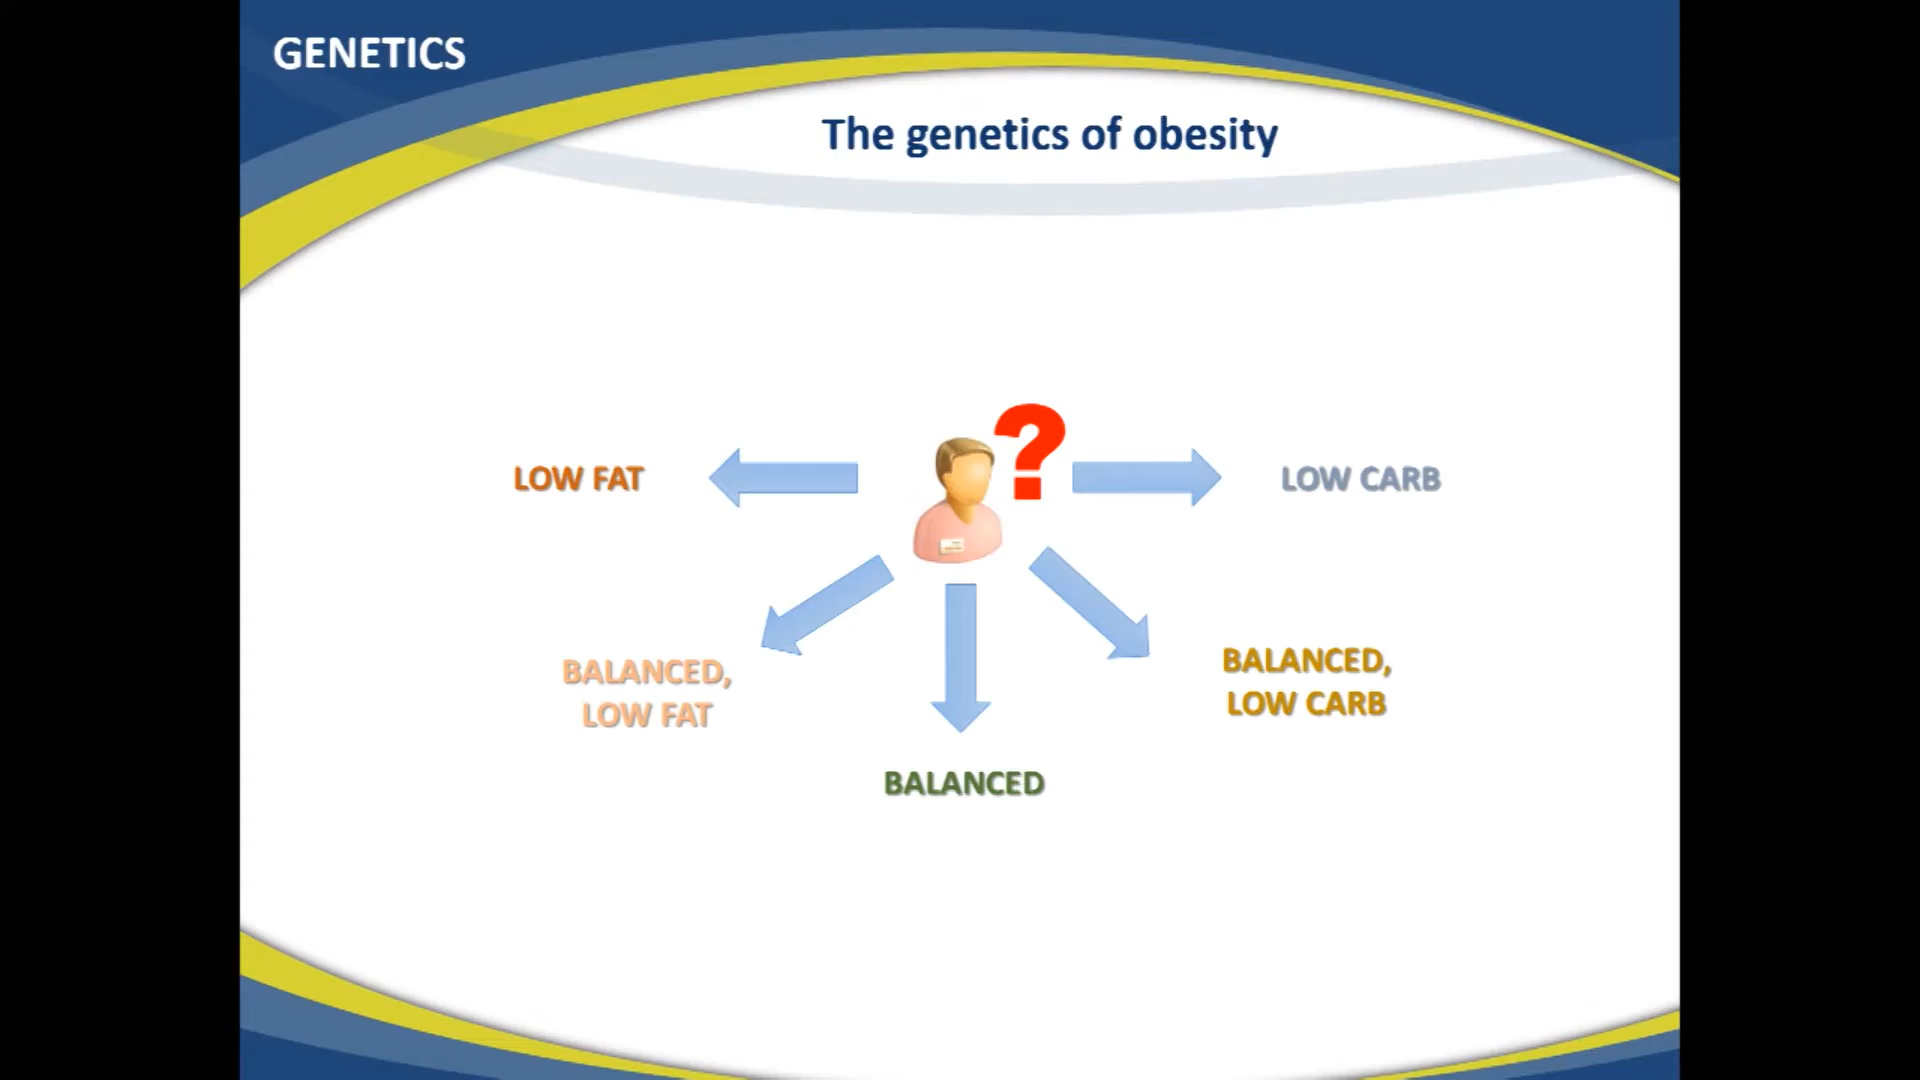 GENETICS
The genetics of obesity
?
LOW FAT
LOW CARB
BALANCED,
LOW FAT
BALANCED,
LOW CARB
BALANCED